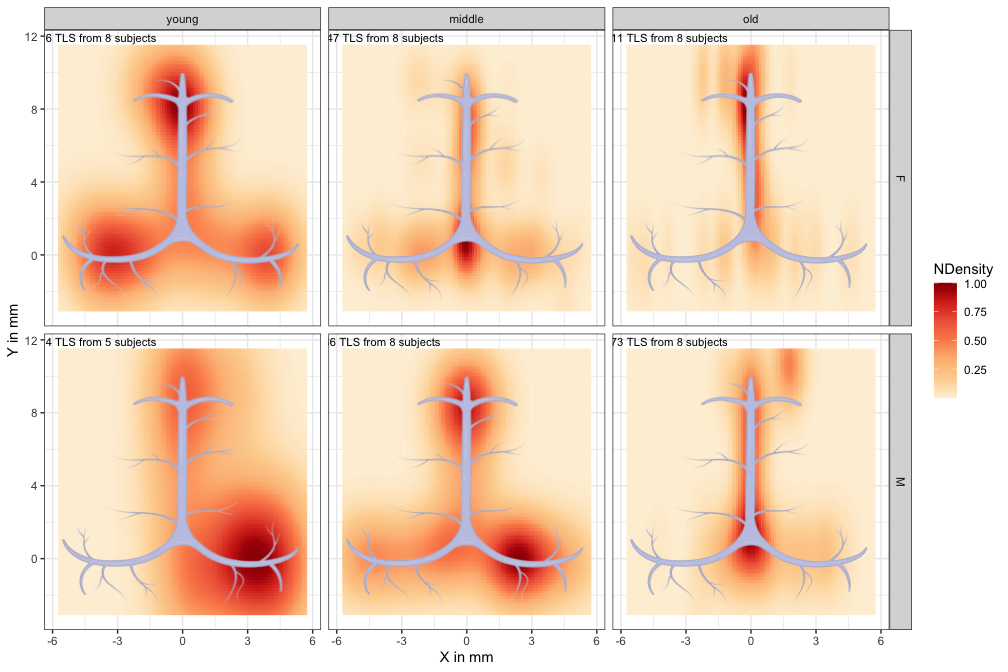 young
middle
old
6 TLS from 8 subjects
47 TLS from 8 subjects
11 TLS from 8 subjects
12
8
4
0
F
4 TLS from 5 subjects
6 TLS from 8 subjects
73 TLS from 8 subjects
12
8
4
0
M
-6 -3 0 3 6
-6 -3 0 3 6
-6 -3 0 3 6
X in mm
Y in mm
NDensity
1.00
0.75
0.50
0.25